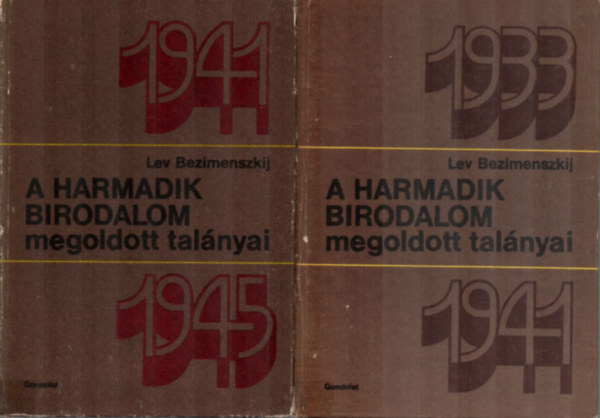 1941
Lev Bezimenszkij
A HARMADIK
BIRODALOM
megoldott talányai
1945
Gondolat
1933
Lev Bezimenszkij
A HARMADIK
BIRODALOM
megoldott talányai
1941
Gondolat